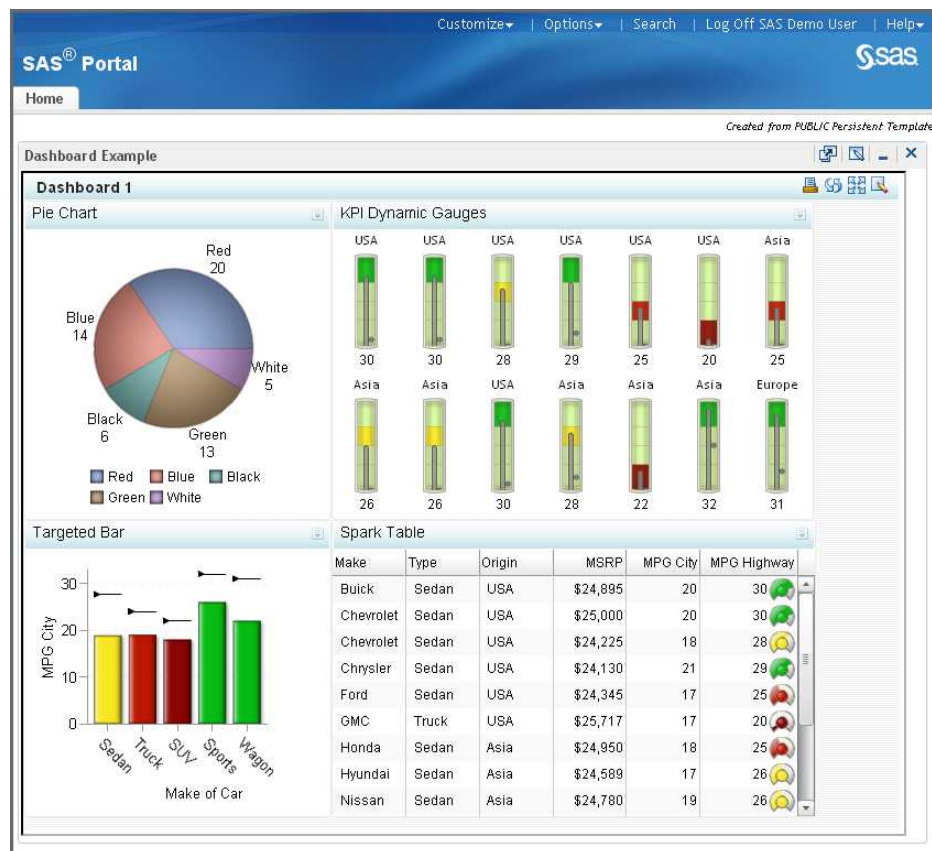 Customize | Options | Search | Log Off SAS Demo User | Help
SAS® Portal
sas
Home
Created from PUBLIC Persistent Template
Dashboard Example
Dashboard 1
Pie Chart
Red
20
Blue
14
White
5
Black
6
Green
13
Red Blue Black
Green White
KPI Dynamic Gauges
USA USA USA USA USA USA Asia
30 30 28 29 25 20 25
Asia Asia USA Asia Asia Asia Europe
26 26 30 28 22 32 31
Targeted Bar
MPG City
30
20
10
0
Sedan Truck SUV Sports Wagon
Make of Car
Spark Table
Make Type Origin MSRP MPG City MPG Highway
Buick Sedan USA $24,895 20 30
Chevrolet Sedan USA $25,000 20 30
Chevrolet Sedan USA $24,225 18 28
Chrysler Sedan USA $24,130 21 29
Ford Sedan USA $24,345 17 25
GMC Truck USA $25,717 17 20
Honda Sedan Asia $24,950 18 25
Hyundai Sedan Asia $24,589 17 26
Nissan Sedan Asia $24,780 19 26